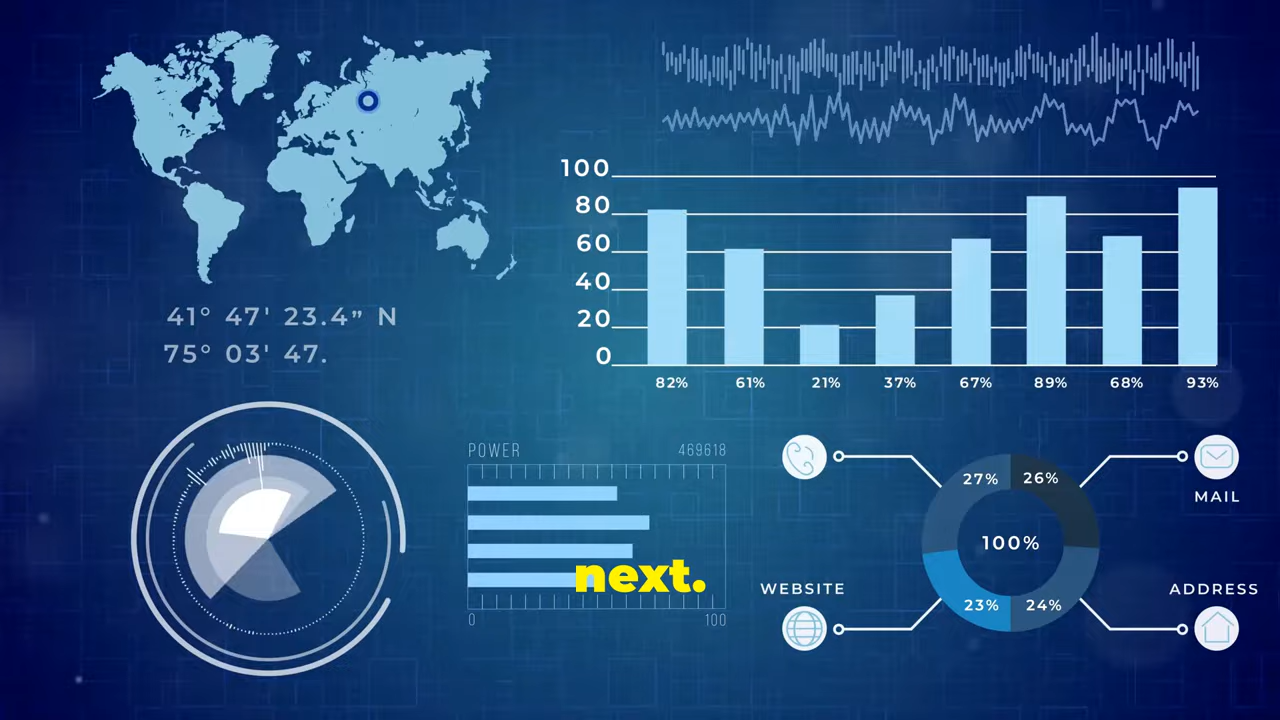 41° 47' 23.4” N
75° 03' 47.
100
80
60
40
20
0
82% 61% 21% 37% 67% 89% 68% 93%
POWER 469618
0 100
next.
27% 26%
100%
23% 24%
MAIL
WEBSITE
ADDRESS